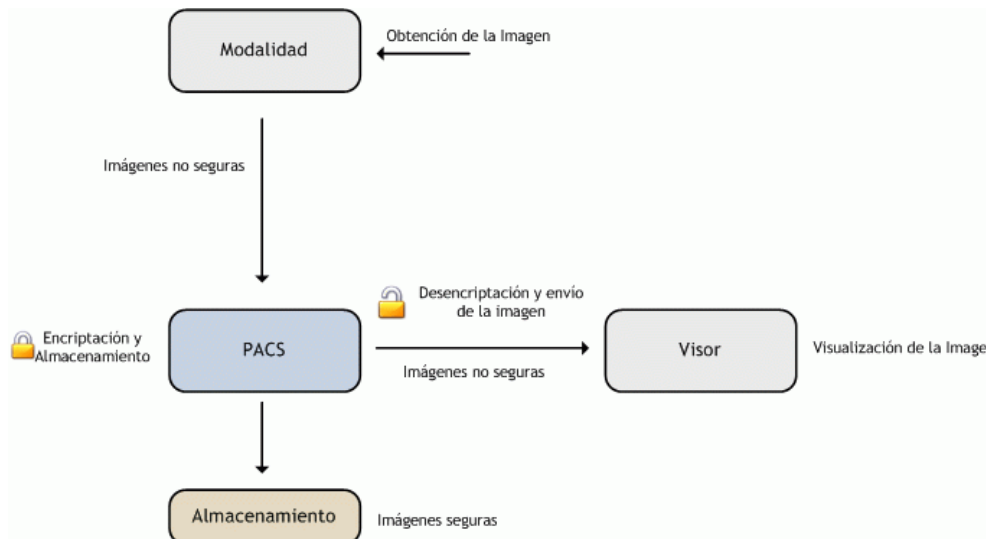 Modalidad
Obtención de la Imagen
Imágenes no seguras
Desencriptación y envío
de la imagen
Encriptación y
Almacenamiento
PACS
Visor
Visualización de la Image
Imágenes no seguras
Almacenamiento
Imágenes seguras